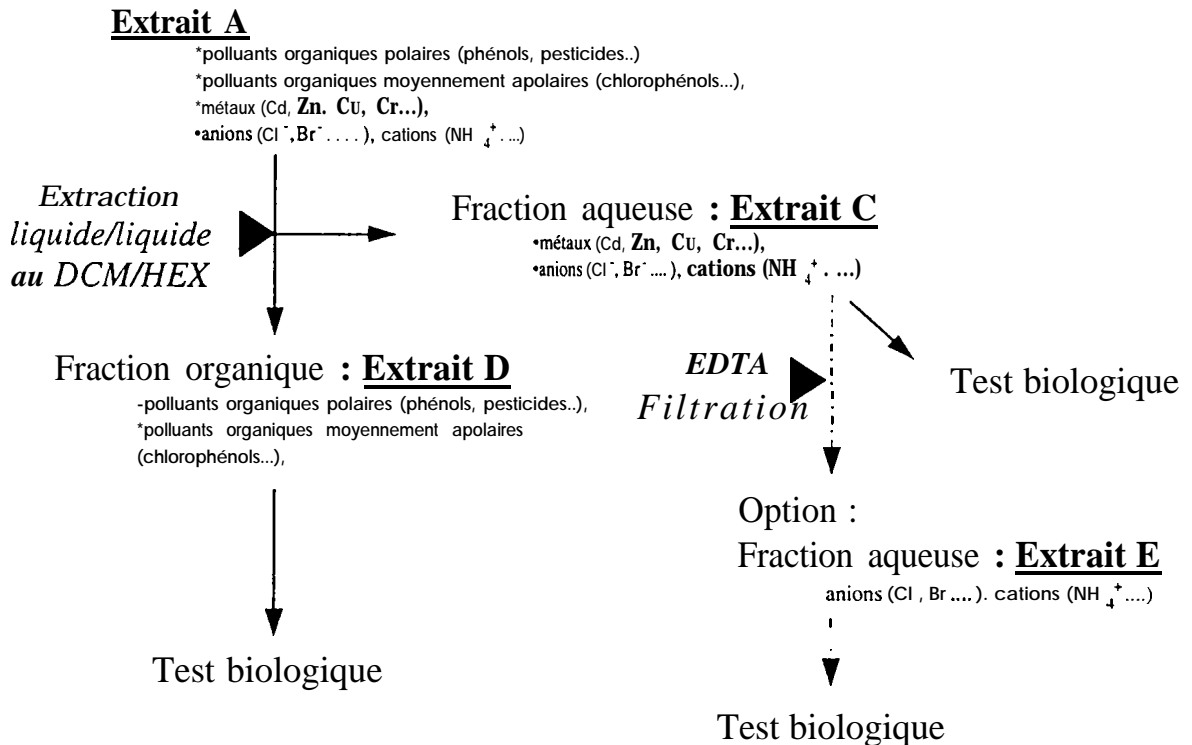 Extrait A
*polluants organiques polaires (phénols, pesticides..)
*polluants organiques moyennement apolaires (chlorophénols...),
*métaux (Cd, Zn. Cu, Cr...),
•anions (Cl⁻,Br⁻ . . . . ), cations (NH₄⁺ . ...)
Extraction
liquide/liquide
au DCM/HEX
Fraction aqueuse : Extrait C
•métaux (Cd, Zn, Cu, Cr...),
•anions (Cl⁻, Br⁻ ....), cations (NH₄⁺ . ...)
Fraction organique : Extrait D
-polluants organiques polaires (phénols, pesticides..),
*polluants organiques moyennement apolaires
(chlorophénols...),
EDTA
Filtration
Test biologique
Option :
Fraction aqueuse : Extrait E
anions (Cl , Br ....). cations (NH₄⁺ ....)
Test biologique
Test biologique